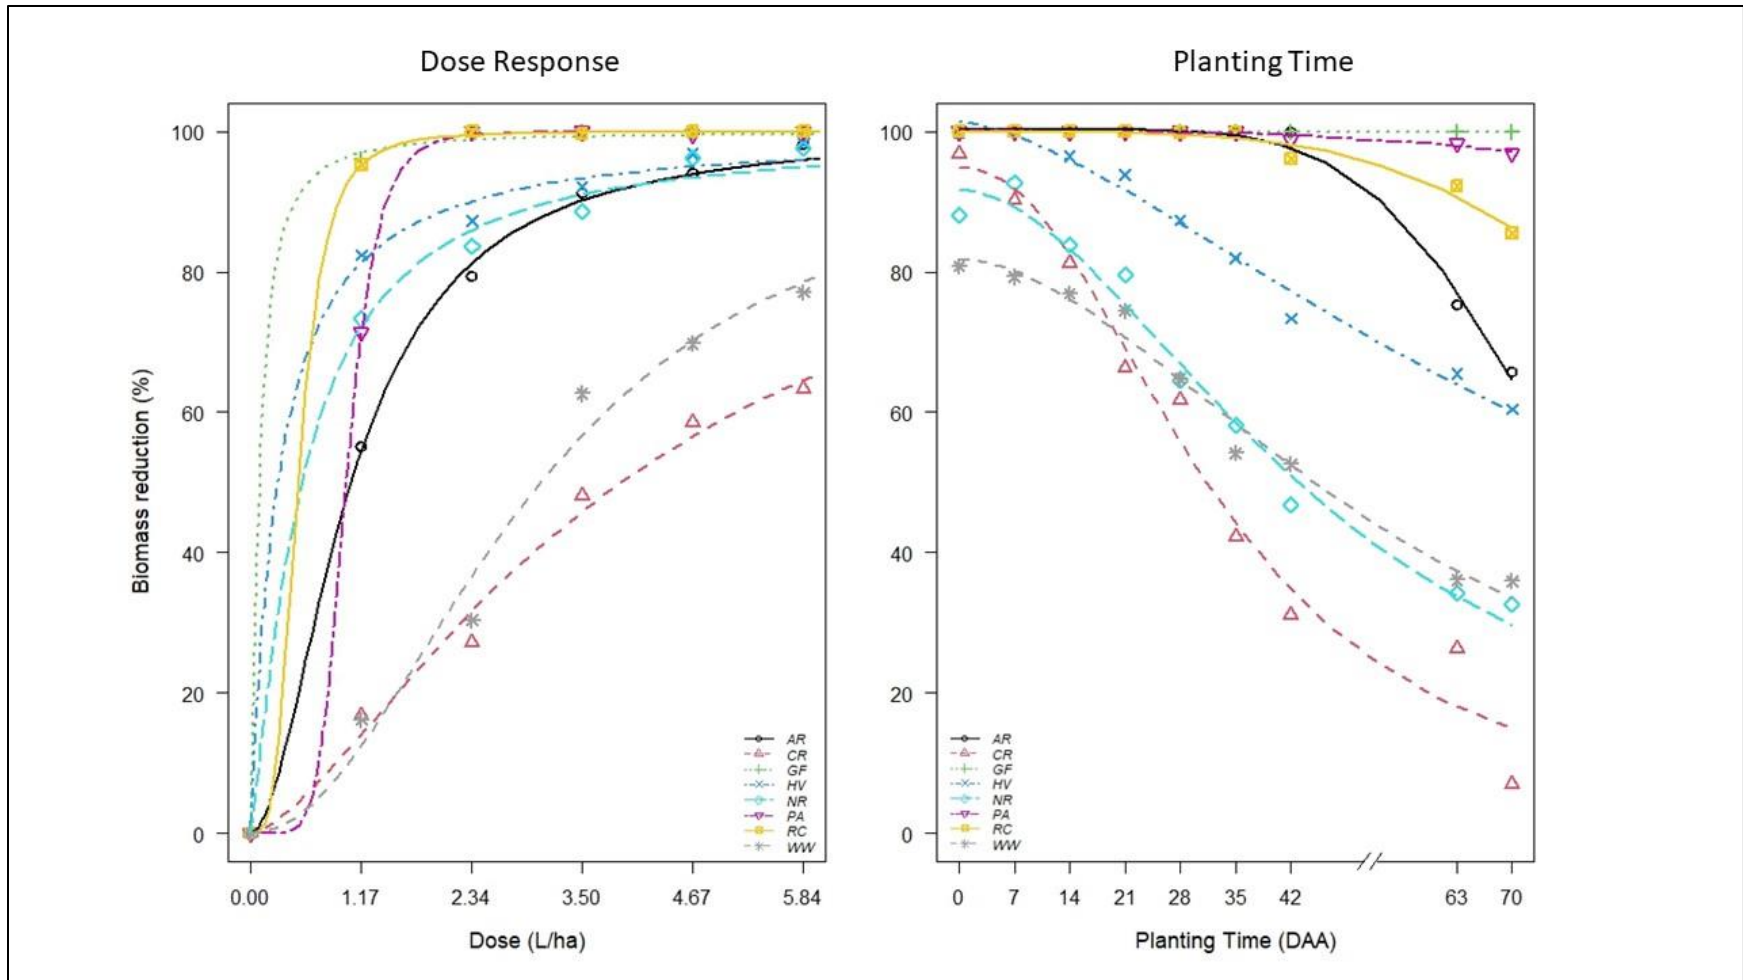 Dose Response
Planting Time
Biomass reduction (%)
100
80
60
40
20
0
AR
CR
GF
HV
NR
PA
RC
WW
0.00 1.17 2.34 3.50 4.67 5.84
Dose (L/ha)
100
80
60
40
20
0
AR
CR
GF
HV
NR
PA
RC
WW
0 7 14 21 28 35 42 63 70
Planting Time (DAA)